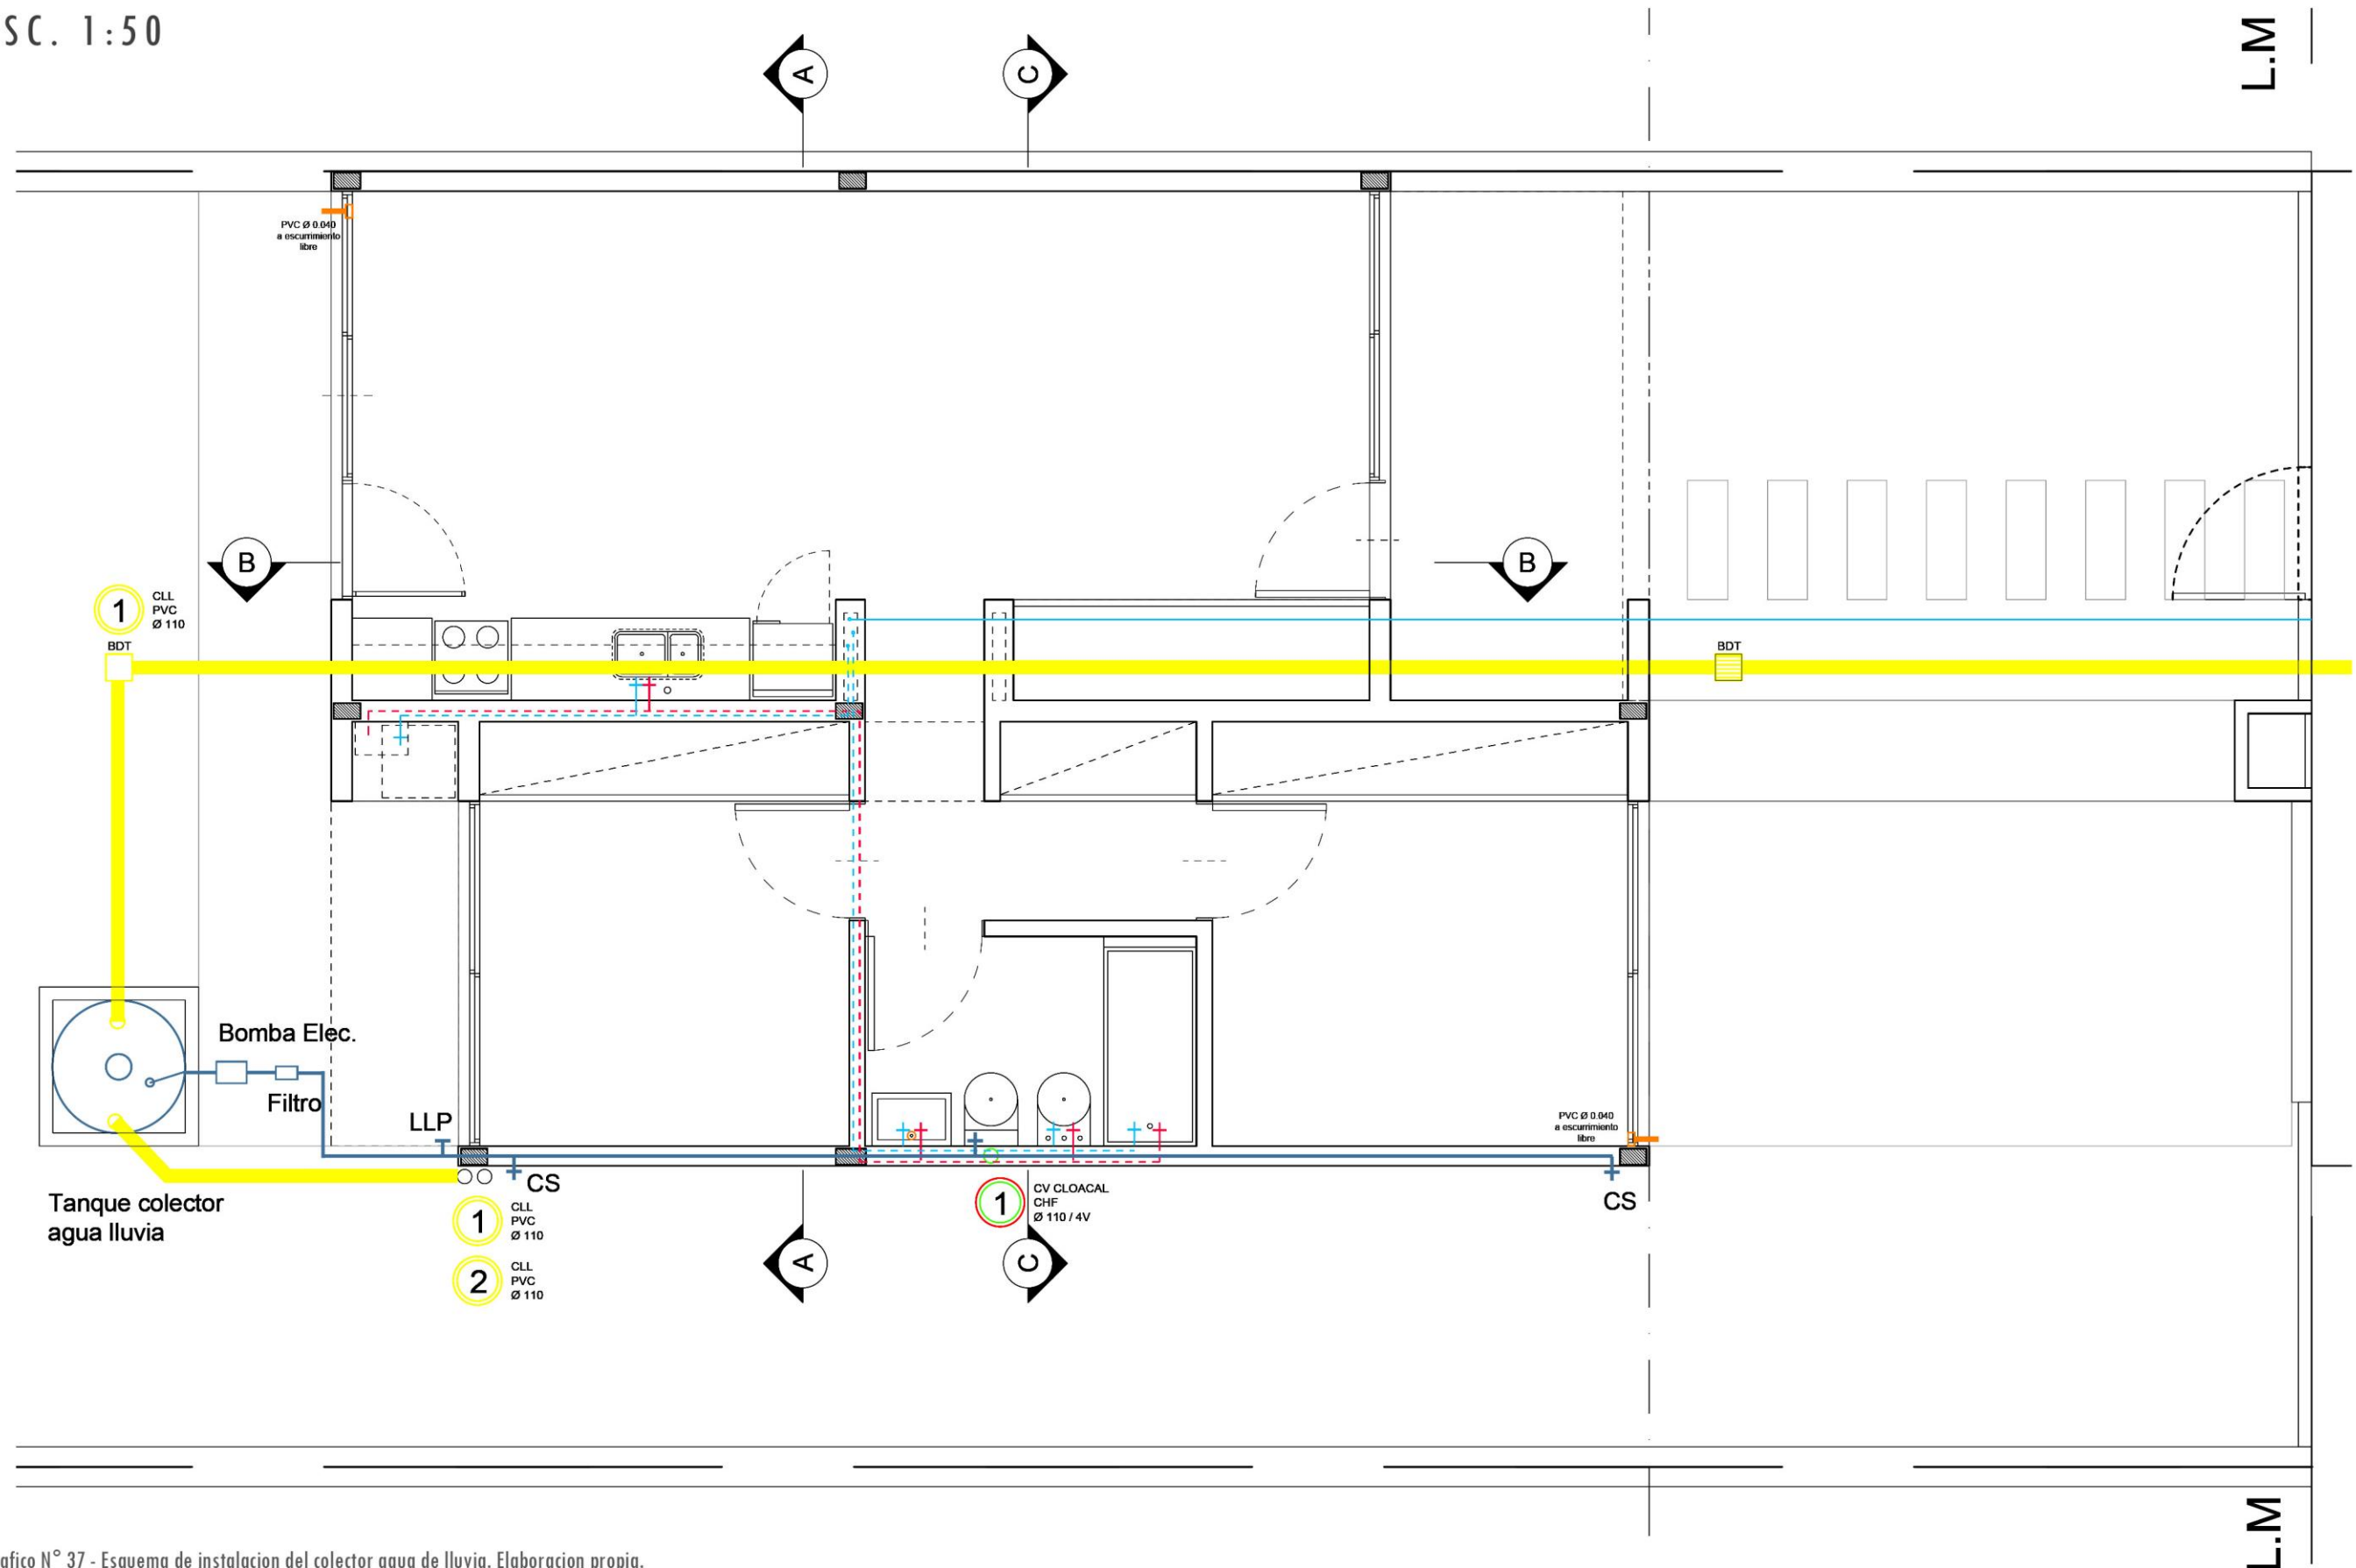 SC. 1:50
L.M
A
C
PVC Ø 0.040
a escurrimiento
libre
B
B
1
CLL
PVC
Ø 110
BDT
BDT
Bomba Elec.
Filtro
LLP
PVC Ø 0.040
a escurrimiento
libre
CS
CS
Tanque colector
agua lluvia
1
CLL
PVC
Ø 110
1
CV CLOACAL
CHF
Ø 110 / 4V
2
CLL
PVC
Ø 110
A
C
L.M
afico N° 37 - Esquema de instalacion del colector agua de lluvia. Elaboracion propia.